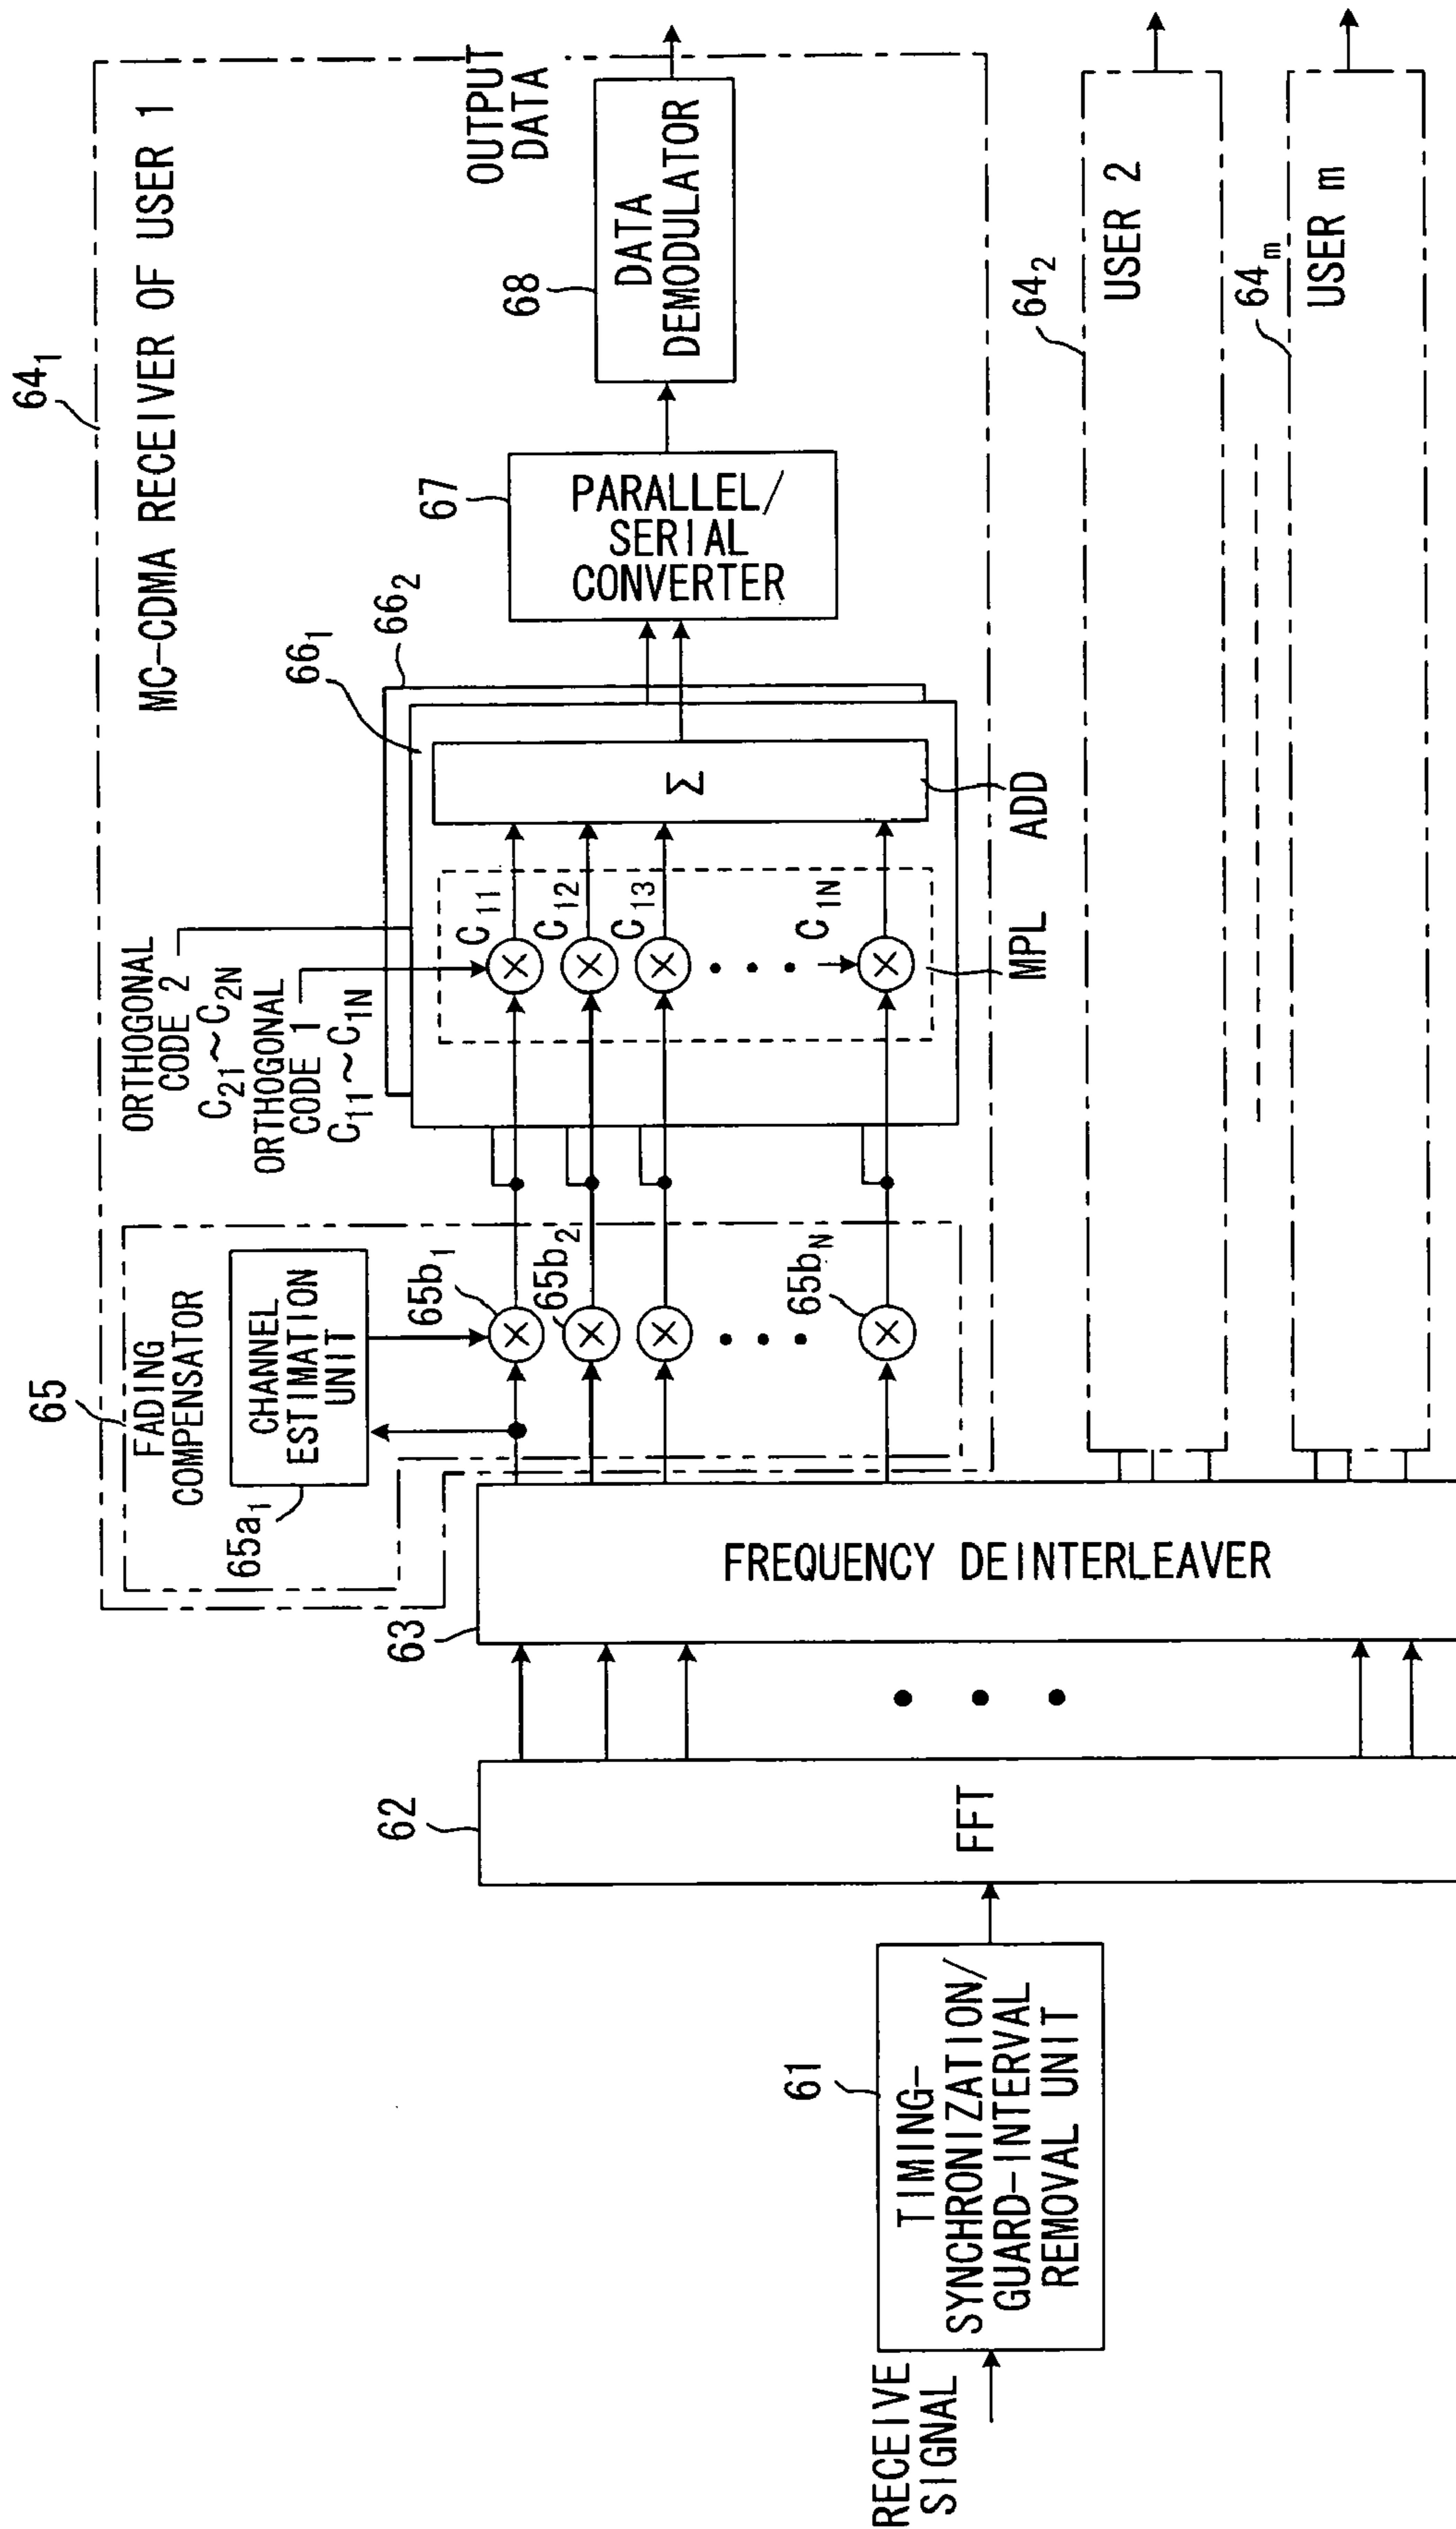 64₁
MC-CDMA RECEIVER OF USER 1
OUTPUT
DATA
65
FADING
COMPENSATOR
CHANNEL
ESTIMATION
UNIT
65a₁
65b₁
65b₂
65b_N
ORTHOGONAL
CODE 2
C₂₁~C₂N
ORTHOGONAL
CODE 1
C₁₁~C₁N
66₁
66₂
C₁₁
C₁₂
C₁₃
C₁N
Σ
MPL
ADD
67
PARALLEL/
SERIAL
CONVERTER
68
DATA
DEMODULATOR
63
FREQUENCY DEINTERLEAVER
62
FFT
61
TIMING-
SYNCHRONIZATION/
GUARD-INTERVAL
REMOVAL UNIT
RECEIVE
SIGNAL
64₂
USER 2
64ₘ
USER m